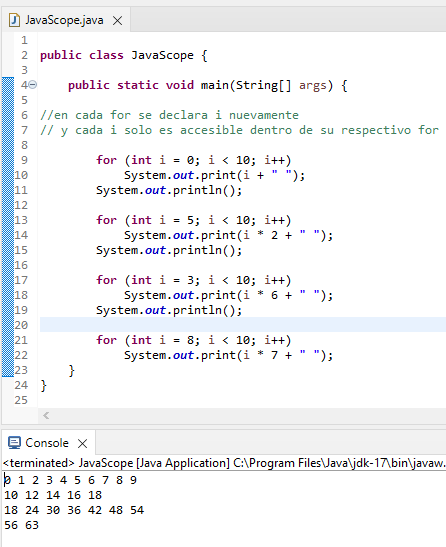 JavaScope.java
1
2 public class JavaScope {
3
4 public static void main(String[] args) {
5
6 //en cada for se declara i nuevamente
7 // y cada i solo es accesible dentro de su respectivo for
8
9 for (int i = 0; i < 10; i++)
10 System.out.print(i + " ");
11 System.out.println();
12
13 for (int i = 5; i < 10; i++)
14 System.out.print(i * 2 + " ");
15 System.out.println();
16
17 for (int i = 3; i < 10; i++)
18 System.out.print(i * 6 + " ");
19 System.out.println();
20
21 for (int i = 8; i < 10; i++)
22 System.out.print(i * 7 + " ");
23 }
24 }
25
Console
<terminated> JavaScope [Java Application] C:\Program Files\Java\jdk-17\bin\javaw.
0 1 2 3 4 5 6 7 8 9
10 12 14 16 18
18 24 30 36 42 48 54
56 63